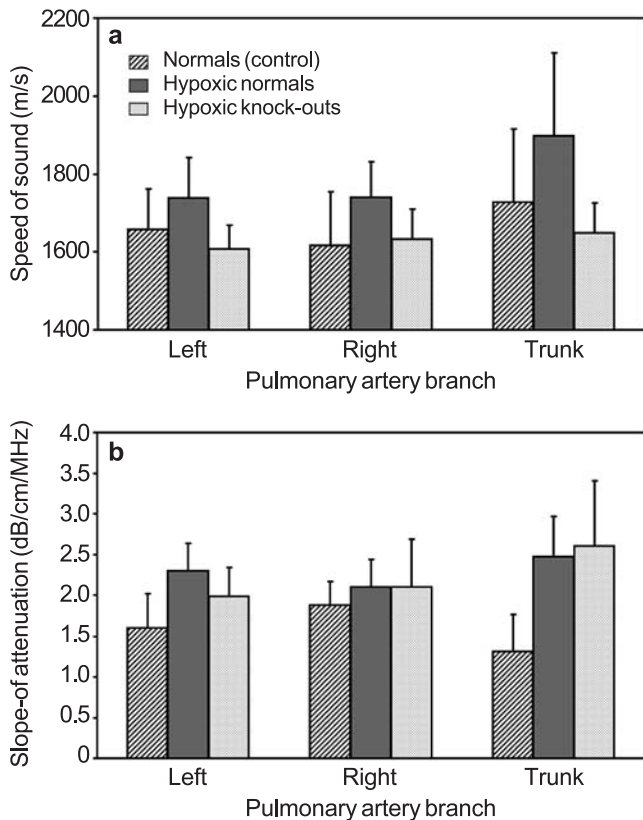 a
Normals (control)
Hypoxic normals
Hypoxic knock-outs
Speed of sound (m/s)
2200
2000
1800
1600
1400
Left Right Trunk
Pulmonary artery branch
b
Slope-of attenuation (dB/cm/MHz)
4.0
3.5
3.0
2.5
2.0
1.5
1.0
0.5
0
Left Right Trunk
Pulmonary artery branch